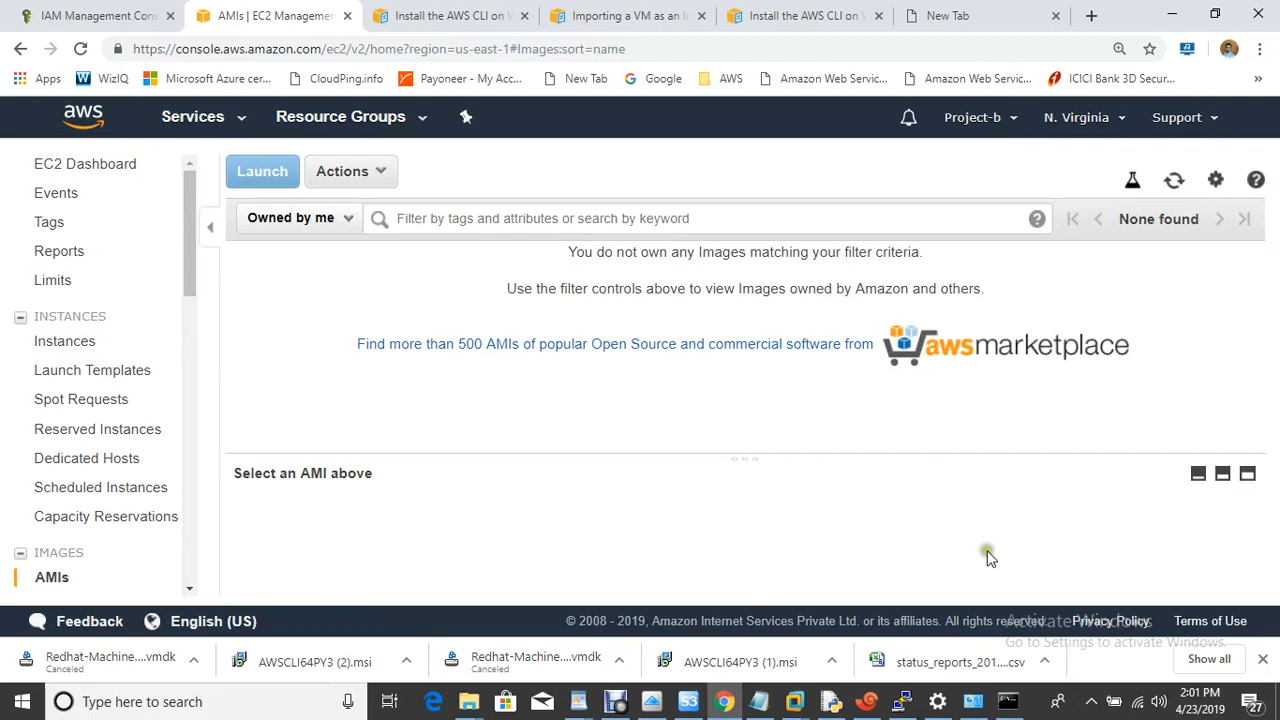 IAM Management Cons
AMIs | EC2 Managemen
Install the AWS CLI on W
Importing a VM as an Im
Install the AWS CLI on W
New Tab
https://console.aws.amazon.com/ec2/v2/home?region=us-east-1#Images:sort=name
Apps
W WizIQ
Microsoft Azure cer...
CloudPing.info
Payoneer - My Acco...
New Tab
Google
AWS
Amazon Web Servic...
Amazon Web Servic...
ICICI Bank 3D Secur...
»
aws
Services
Resource Groups
Project-b
N. Virginia
Support
EC2 Dashboard
Events
Tags
Reports
Limits
INSTANCES
Instances
Launch Templates
Spot Requests
Reserved Instances
Dedicated Hosts
Scheduled Instances
Capacity Reservations
IMAGES
AMIs
Launch
Actions
Owned by me
Filter by tags and attributes or search by keyword
None found
You do not own any Images matching your filter criteria.
Use the filter controls above to view Images owned by Amazon and others.
Find more than 500 AMIs of popular Open Source and commercial software from
awsmarketplace
Select an AMI above
Feedback
English (US)
© 2008 - 2019, Amazon Internet Services Private Ltd. or its affiliates. All rights reserved.
Privacy Policy
Terms of Use
Activate Windows
Go to Settings to activate Windows.
Redhat-Machine....vmdk
Canceled
AWSCLI64PY3 (2).msi
Redhat-Machine....vmdk
Canceled
AWSCLI64PY3 (1).msi
status_reports_201....csv
Show all
Type here to search
S3
2:01 PM
4/23/2019
27